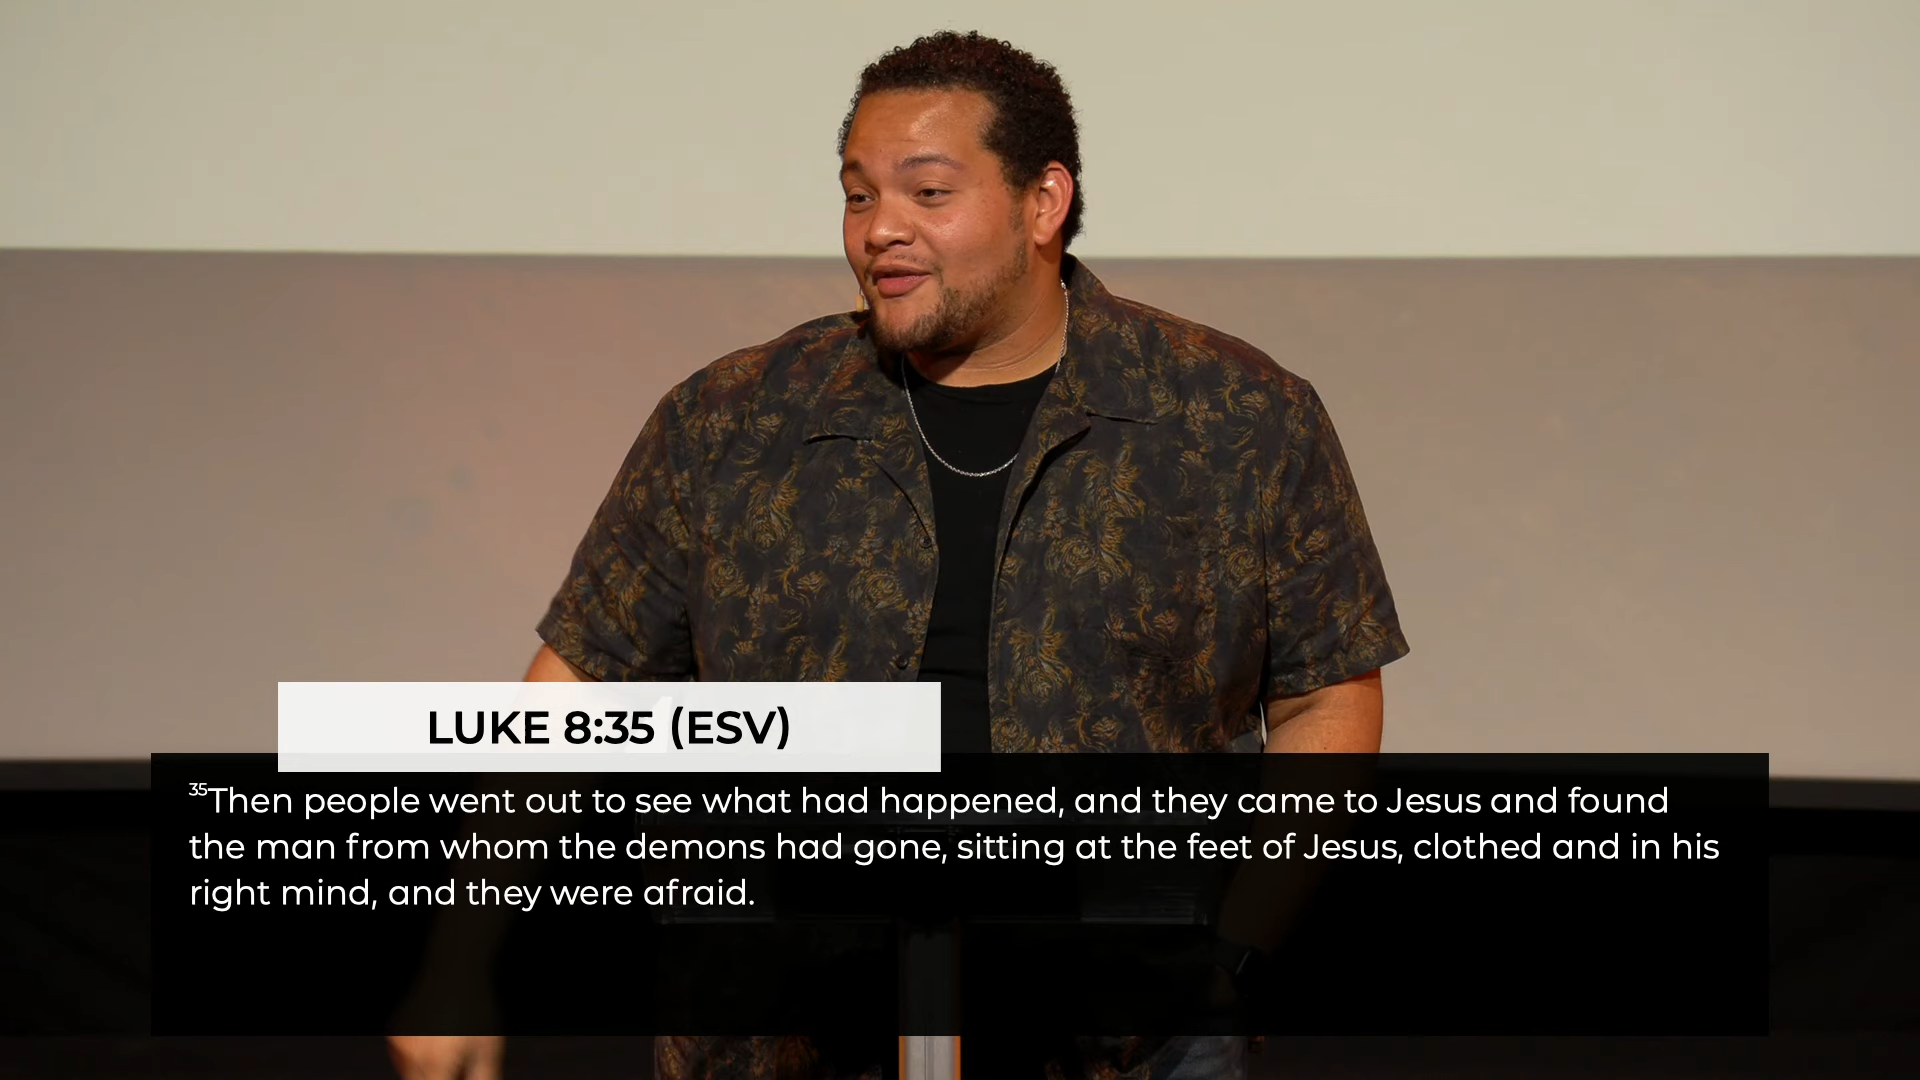 LUKE 8:35 (ESV)
35Then people went out to see what had happened, and they came to Jesus and found
the man from whom the demons had gone, sitting at the feet of Jesus, clothed and in his
right mind, and they were afraid.